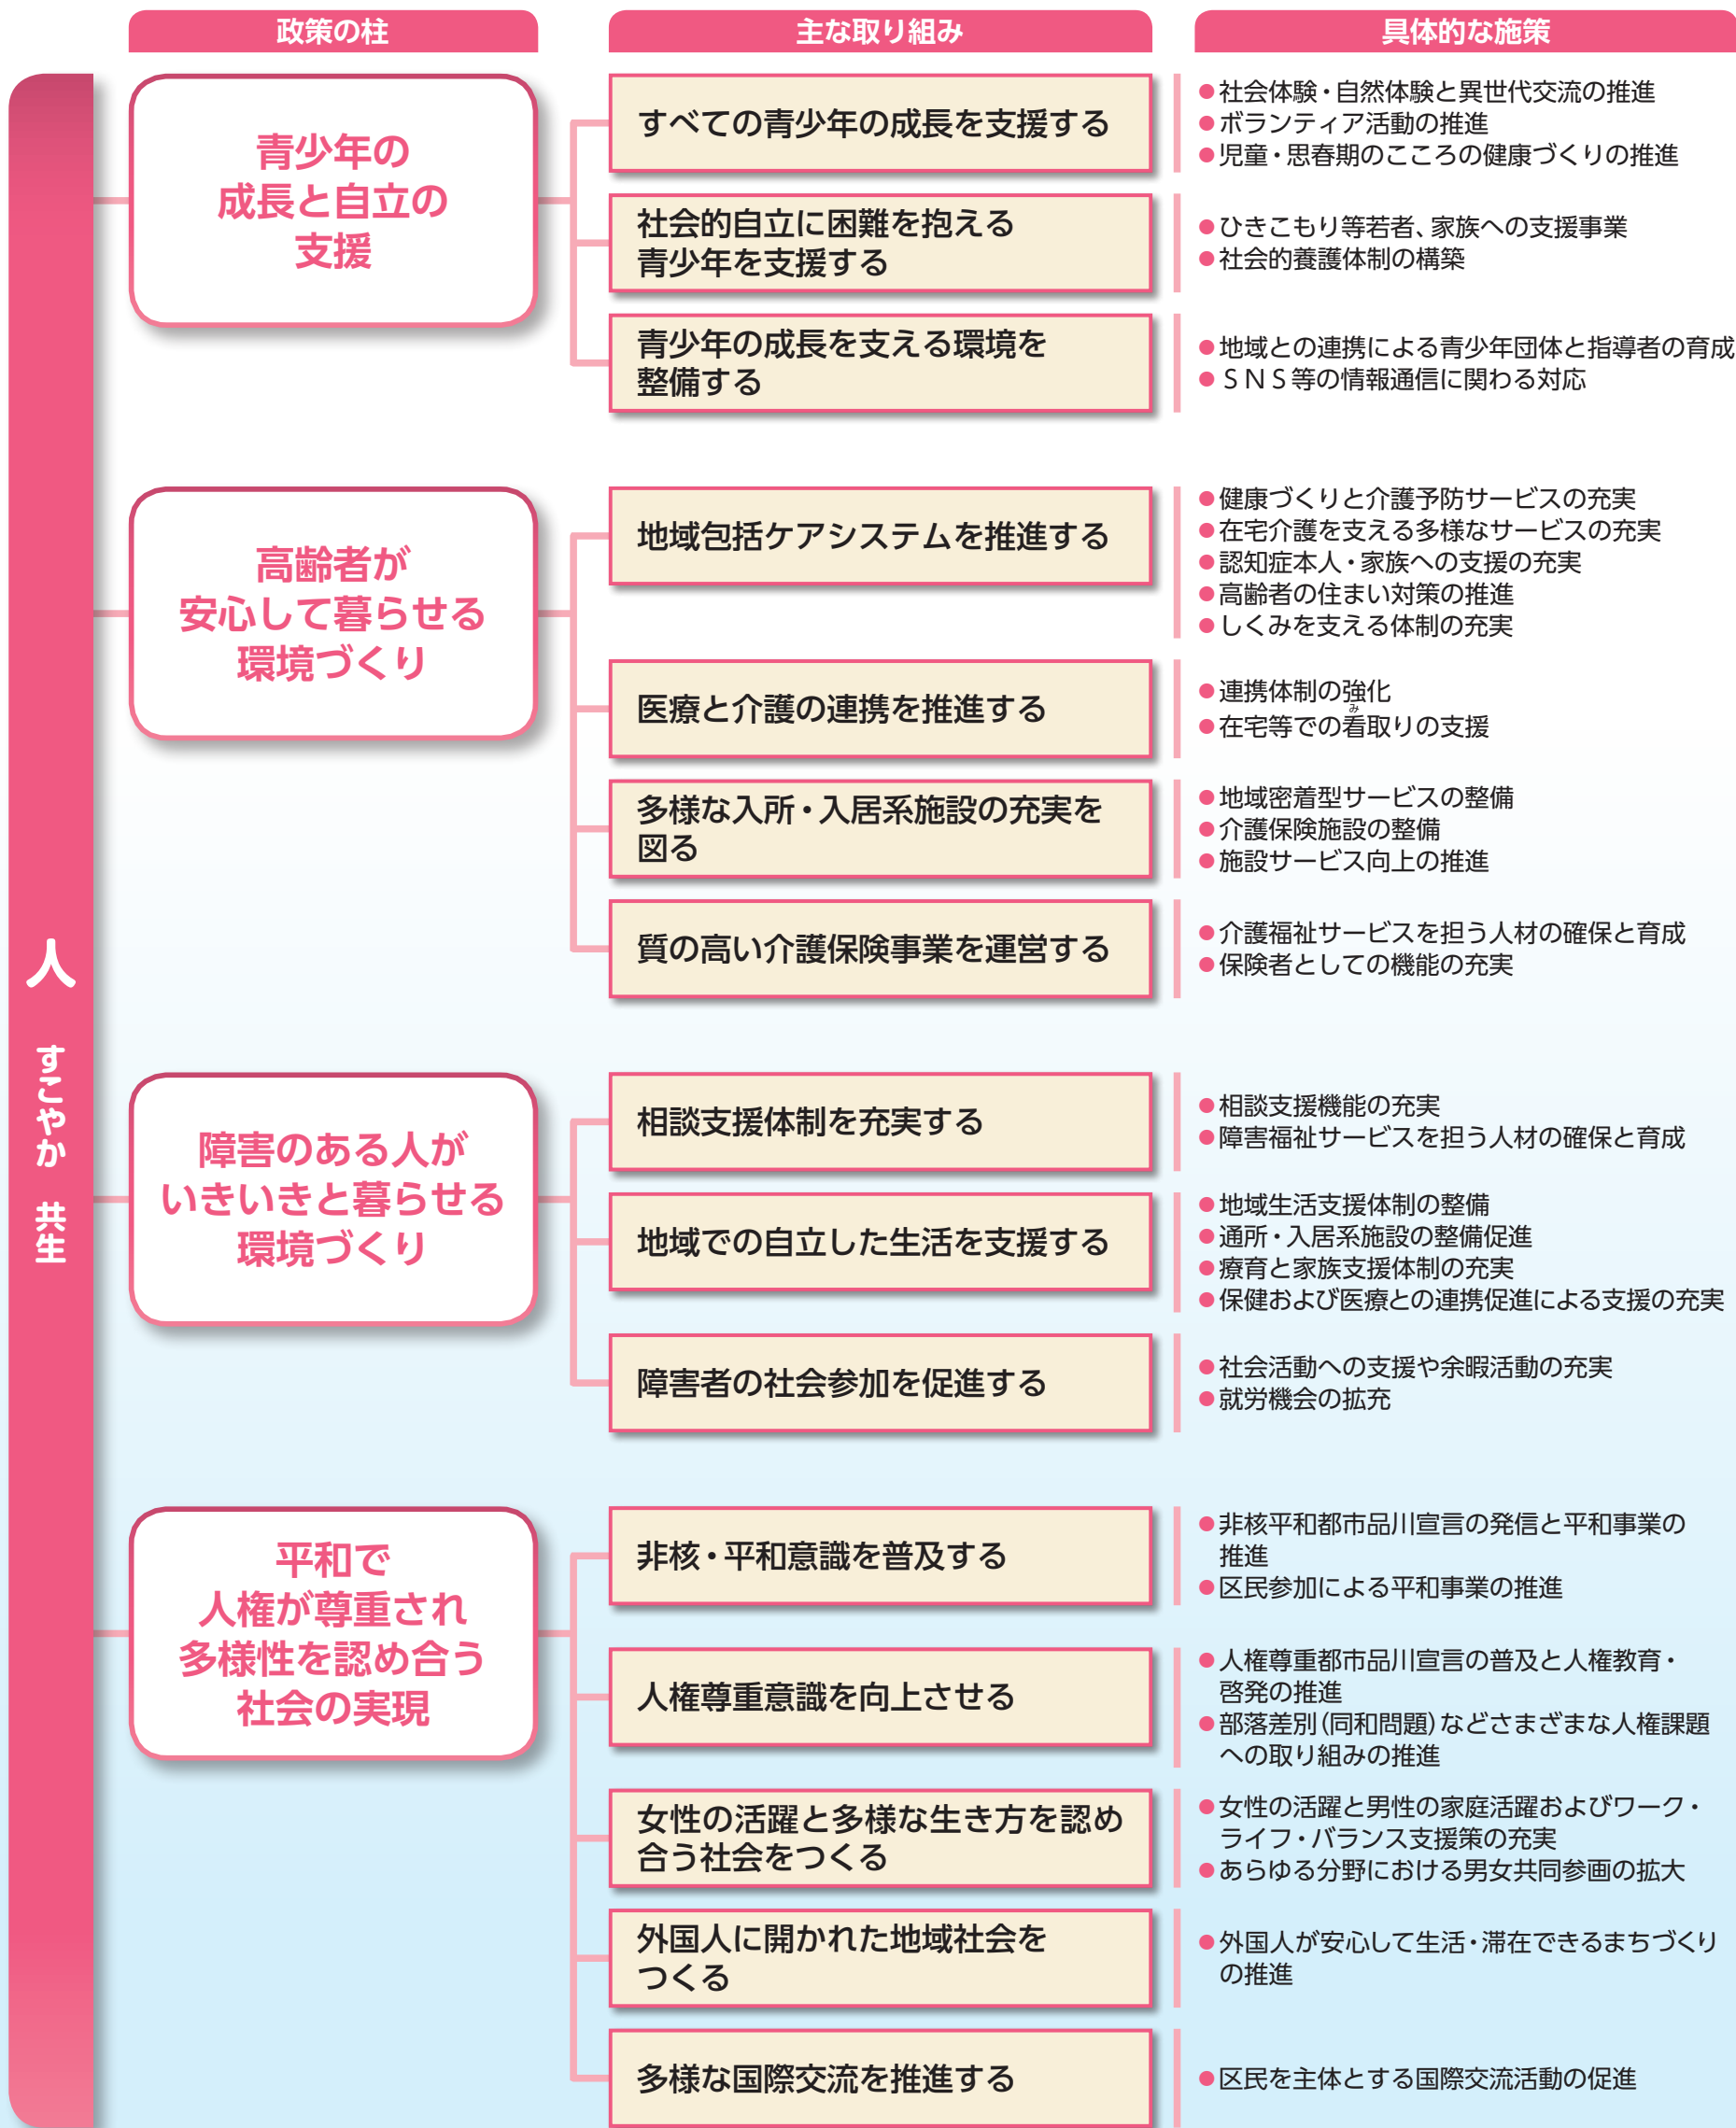 政策の柱
主な取り組み
具体的な施策
人 すこやか 共生
青少年の
成長と自立の
支援
すべての青少年の成長を支援する
●社会体験・自然体験と異世代交流の推進
●ボランティア活動の推進
●児童・思春期のこころの健康づくりの推進
社会的自立に困難を抱える
青少年を支援する
●ひきこもり等若者、家族への支援事業
●社会的養護体制の構築
青少年の成長を支える環境を
整備する
●地域との連携による青少年団体と指導者の育成
●ＳＮＳ等の情報通信に関わる対応
高齢者が
安心して暮らせる
環境づくり
地域包括ケアシステムを推進する
●健康づくりと介護予防サービスの充実
●在宅介護を支える多様なサービスの充実
●認知症本人・家族への支援の充実
●高齢者の住まい対策の推進
●しくみを支える体制の充実
医療と介護の連携を推進する
●連携体制の強化
み
●在宅等での看取りの支援
多様な入所・入居系施設の充実を
図る
●地域密着型サービスの整備
●介護保険施設の整備
●施設サービス向上の推進
質の高い介護保険事業を運営する
●介護福祉サービスを担う人材の確保と育成
●保険者としての機能の充実
障害のある人が
いきいきと暮らせる
環境づくり
相談支援体制を充実する
●相談支援機能の充実
●障害福祉サービスを担う人材の確保と育成
地域での自立した生活を支援する
●地域生活支援体制の整備
●通所・入居系施設の整備促進
●療育と家族支援体制の充実
●保健および医療との連携促進による支援の充実
障害者の社会参加を促進する
●社会活動への支援や余暇活動の充実
●就労機会の拡充
平和で
人権が尊重され
多様性を認め合う
社会の実現
非核・平和意識を普及する
●非核平和都市品川宣言の発信と平和事業の
推進
●区民参加による平和事業の推進
人権尊重意識を向上させる
●人権尊重都市品川宣言の普及と人権教育・
啓発の推進
●部落差別（同和問題）などさまざまな人権課題
への取り組みの推進
女性の活躍と多様な生き方を認め
合う社会をつくる
●女性の活躍と男性の家庭活躍およびワーク・
ライフ・バランス支援策の充実
●あらゆる分野における男女共同参画の拡大
外国人に開かれた地域社会を
つくる
●外国人が安心して生活・滞在できるまちづくり
の推進
多様な国際交流を推進する
●区民を主体とする国際交流活動の促進